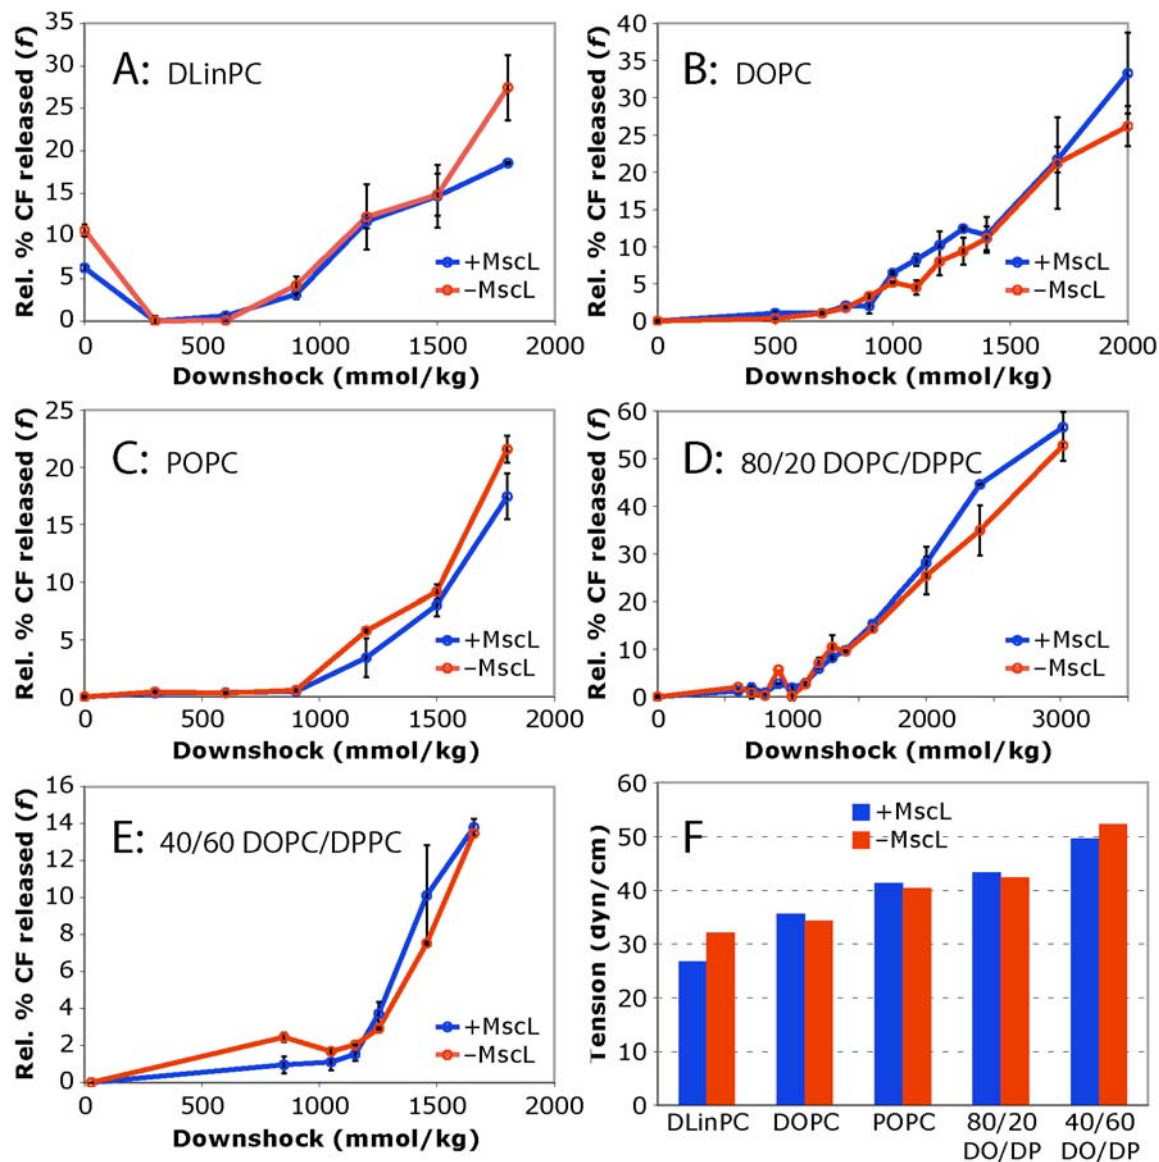 A: DLinPC
Rel. % CF released (f)
35
30
25
20
15
10
5
0
+MscL
–MscL
0 500 1000 1500 2000
Downshock (mmol/kg)
B: DOPC
Rel. % CF released (f)
40
35
30
25
20
15
10
5
0
+MscL
–MscL
0 500 1000 1500 2000
Downshock (mmol/kg)
C: POPC
Rel. % CF released (f)
25
20
15
10
5
0
+MscL
–MscL
0 500 1000 1500 2000
Downshock (mmol/kg)
D: 80/20 DOPC/DPPC
Rel. % CF released (f)
60
50
40
30
20
10
0
+MscL
–MscL
0 1000 2000 3000
Downshock (mmol/kg)
E: 40/60 DOPC/DPPC
Rel. % CF released (f)
16
14
12
10
8
6
4
2
0
+MscL
–MscL
0 500 1000 1500 2000
Downshock (mmol/kg)
F
+MscL
–MscL
Tension (dyn/cm)
60
50
40
30
20
10
0
DLinPC DOPC POPC 80/20 40/60
DO/DP DO/DP